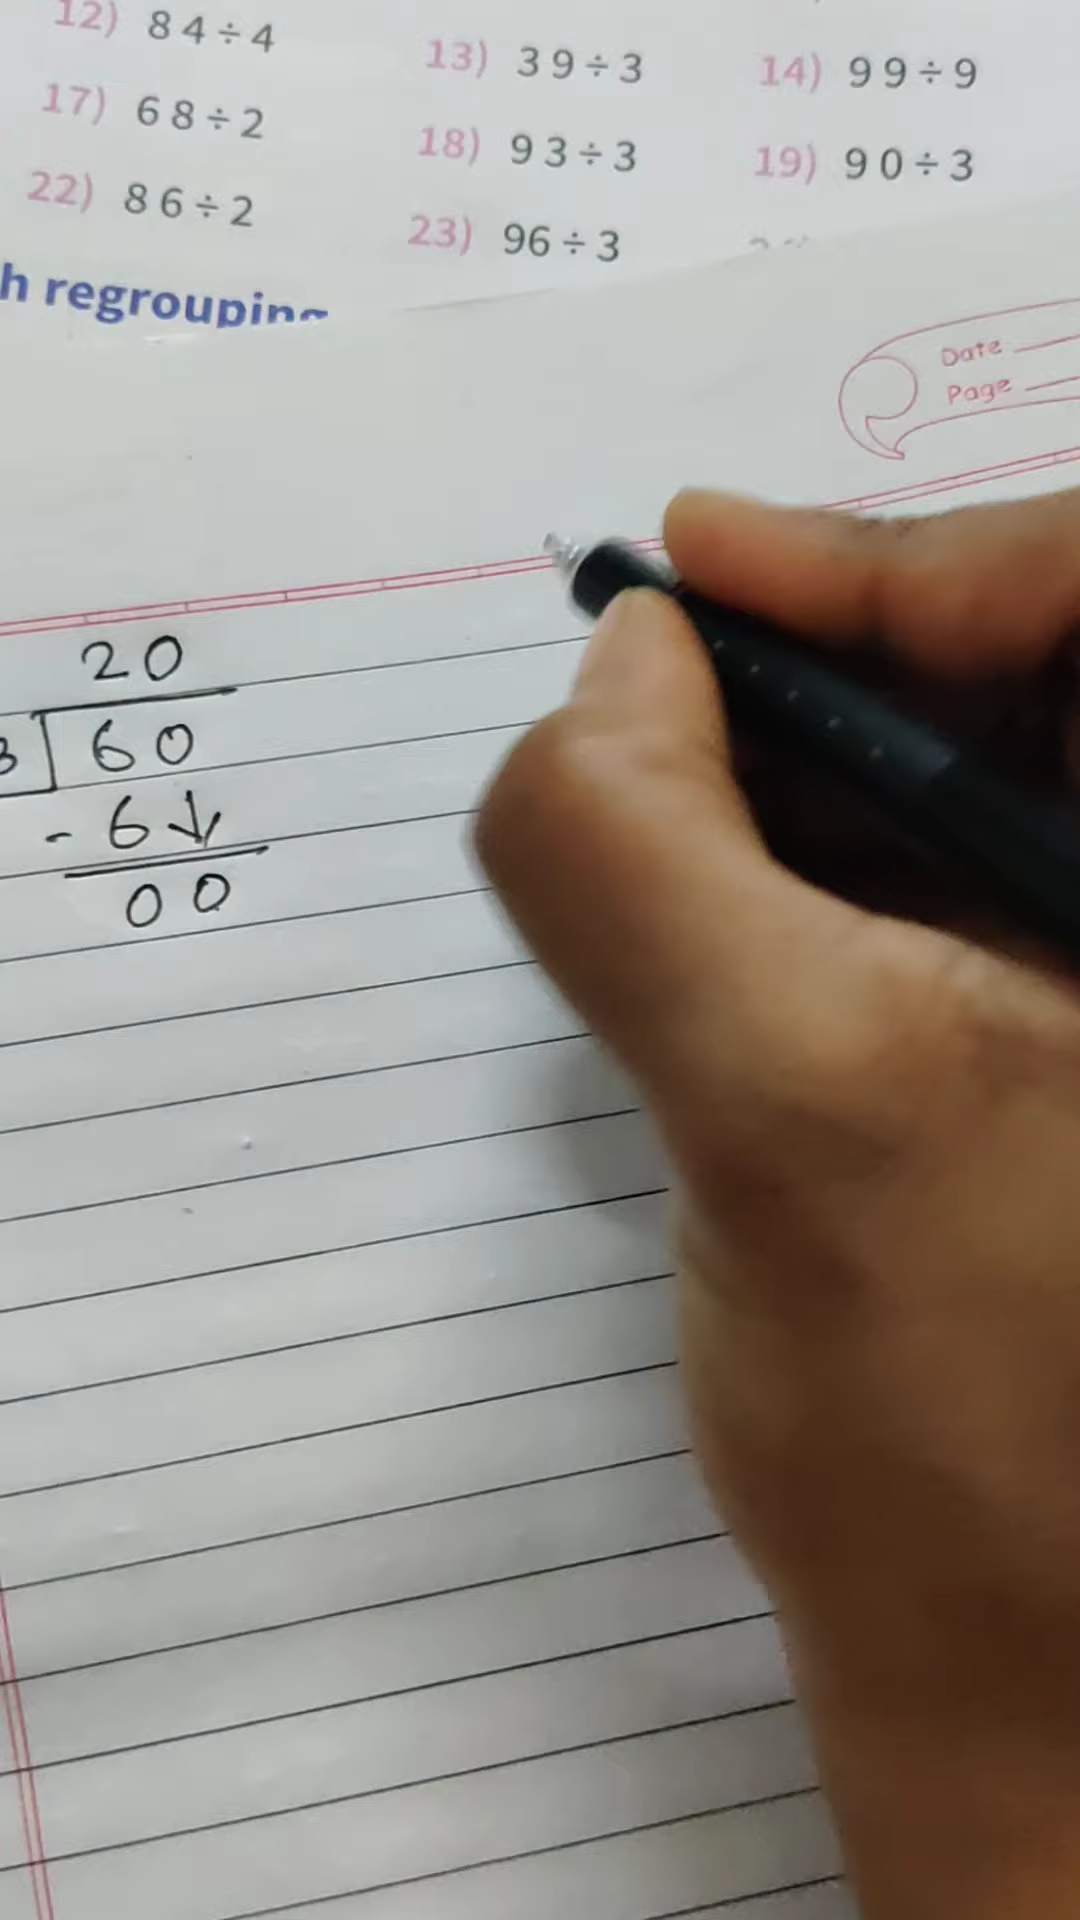 12) 84÷4 13) 39÷3 14) 99÷9
17) 68÷2 18) 93÷3 19) 90÷3
22) 86÷2 23) 96÷3
h regrouping
Date
Page
20
3 60
- 6↓
00